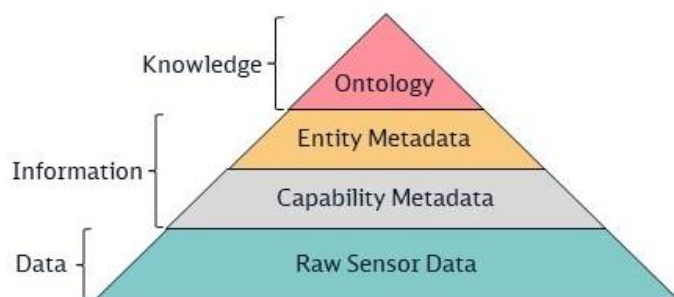 Knowledge
Ontology
Entity Metadata
Information
Capability Metadata
Data
Raw Sensor Data